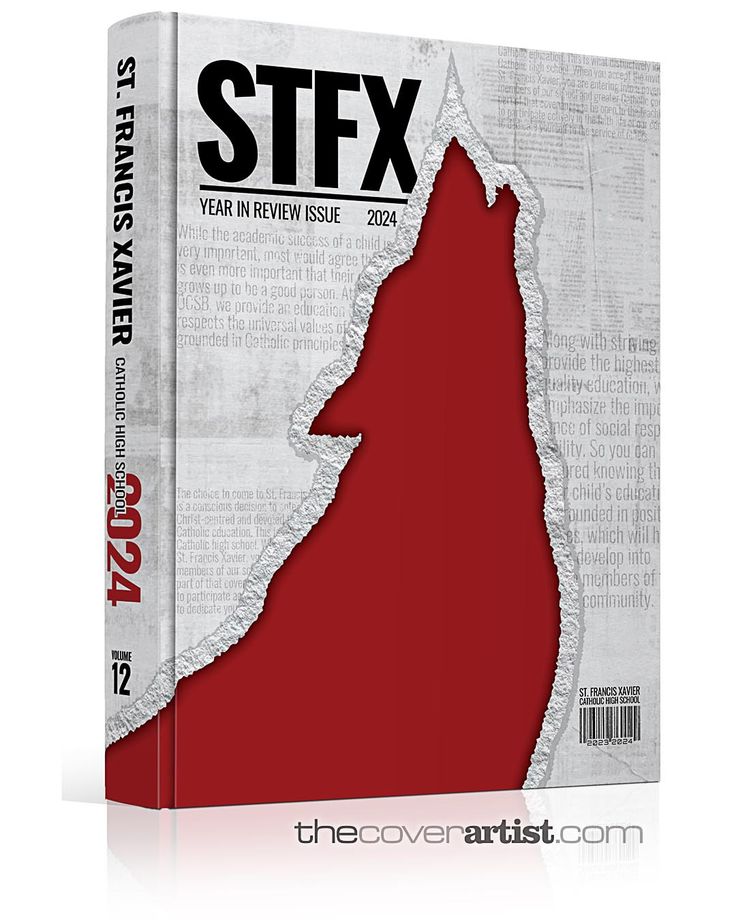 ST. FRANCIS XAVIER CATHOLIC HIGH SCHOOL
2024
VOLUME
12
STFX
YEAR IN REVIEW ISSUE 2024
While the academic success of a child is
very important, most would agree
is even more important that their
grows up to be a good person. At
OCSB, we provide an education
respects the universal values of
grounded in Catholic principles
Along with striving
provide the highest
quality education, w
emphasize the impo
of social resp
So you can
knowing th
child's educati
in posit
which will h
develop into
members of
community.
The choice to come to St. Francis
is a conscious decision to
Christ-centred and devoted
Catholic education. This
Catholic high school
St. Francis Xavier, you
members of our
part of that
to participate
to dedicate
ST. FRANCIS XAVIER
CATHOLIC HIGH SCHOOL
2023 2024
thecoverartist.com